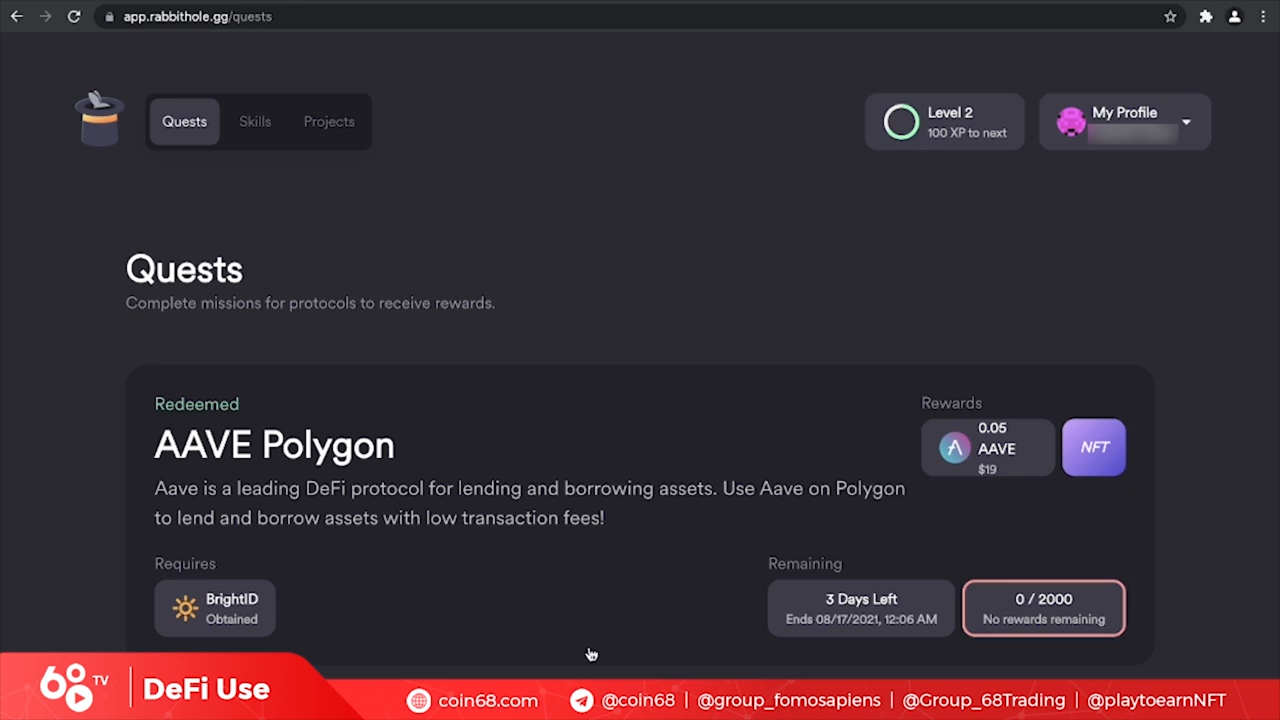 app.rabbithole.gg/quests
Quests
Skills
Projects
Level 2
100 XP to next
My Profile
Quests
Complete missions for protocols to receive rewards.
Redeemed
AAVE Polygon
Aave is a leading DeFi protocol for lending and borrowing assets. Use Aave on Polygon
to lend and borrow assets with low transaction fees!
Rewards
0.05
AAVE
$19
NFT
Requires
BrightID
Obtained
Remaining
3 Days Left
Ends 08/17/2021, 12:06 AM
0 / 2000
No rewards remaining
68 TV
DeFi Use
coin68.com
@coin68 | @group_fomosapiens | @Group_68Trading | @playtoearnNFT